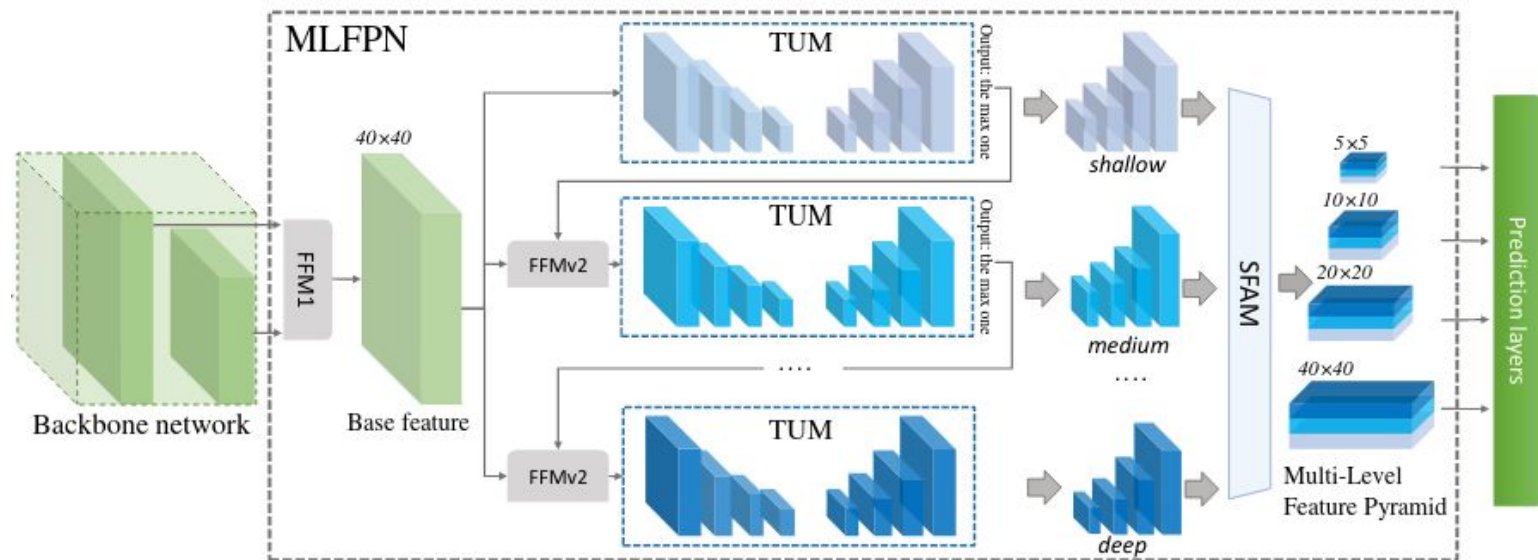 MLFPN
TUM
Output: the max one
40×40
shallow
5×5
10×10
FFM1
FFMv2
TUM
Output: the max one
20×20
SFAM
Prediction layers
medium
....
....
40×40
Backbone network
Base feature
FFMv2
TUM
Multi-Level
Feature Pyramid
deep